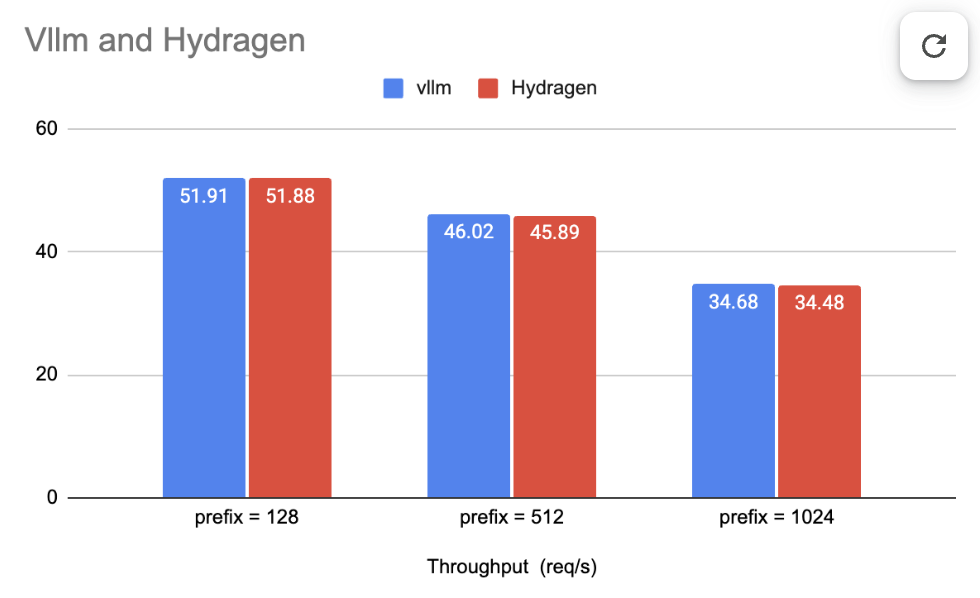 Vllm and Hydragen
vllm Hydragen
60
51.91 51.88
46.02 45.89
40
34.68 34.48
20
0
prefix = 128 prefix = 512 prefix = 1024
Throughput (req/s)